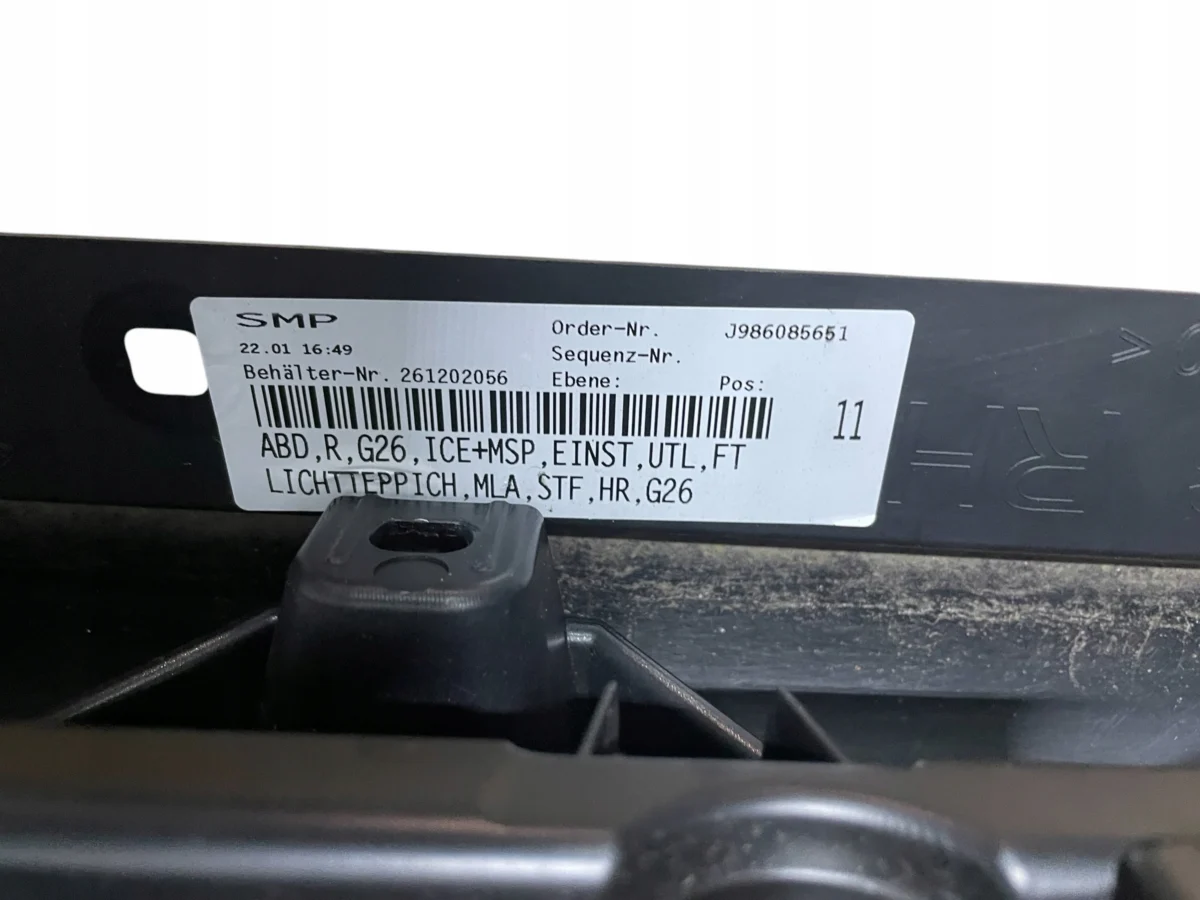 SMP
22.01 16:49
Behälter-Nr. 261202056
Order-Nr. J986085651
Sequenz-Nr.
Ebene: Pos:
11
ABD,R,G26,ICE+MSP,EINST,UTL,FT
LICHTTEPPICH,MLA,STF,HR,G26